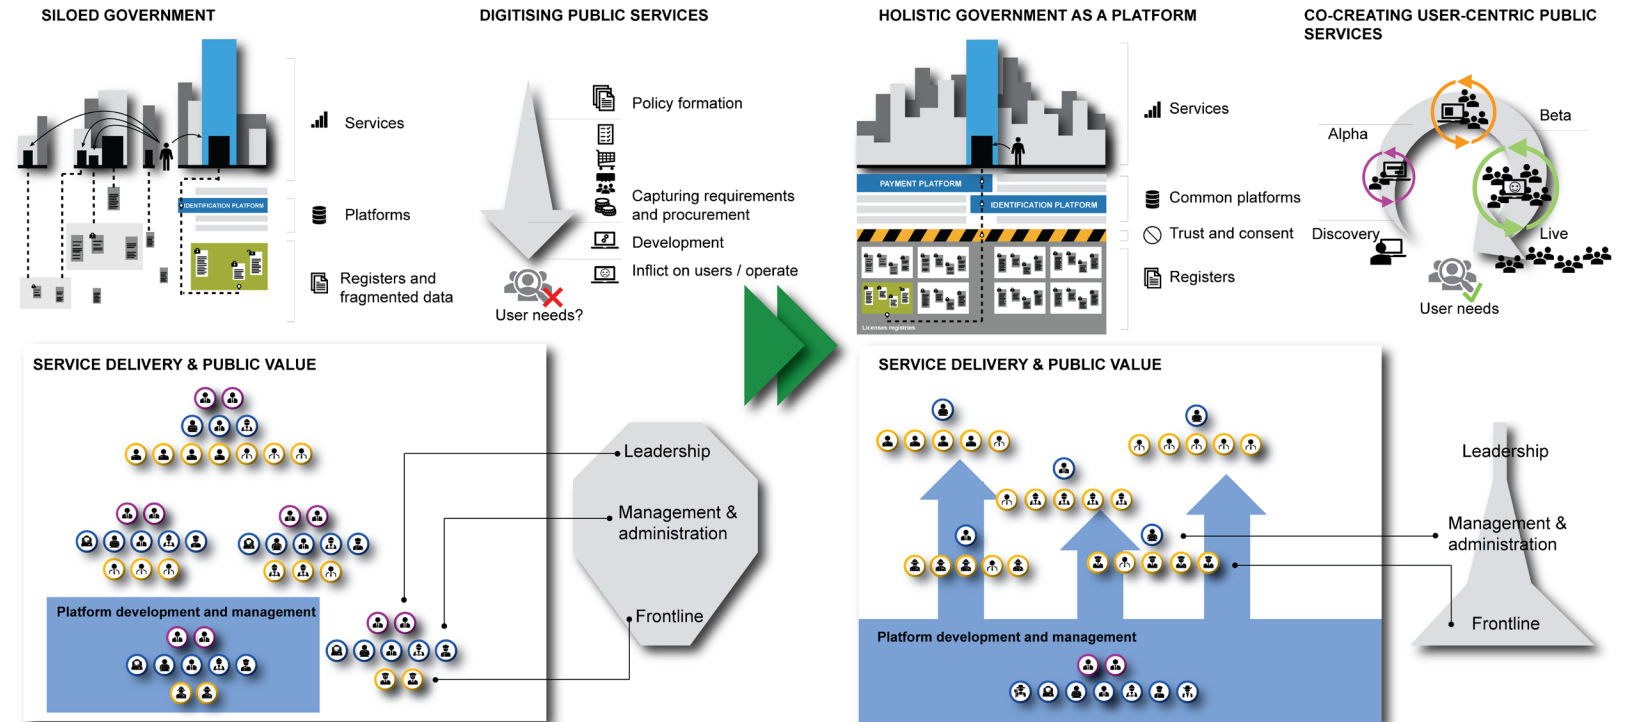 SILOED GOVERNMENT
Services
Platforms
IDENTIFICATION PLATFORM
Registers and
fragmented data
DIGITISING PUBLIC SERVICES
Policy formation
Capturing requirements
and procurement
Development
Inflict on users / operate
User needs?
HOLISTIC GOVERNMENT AS A PLATFORM
Services
PAYMENT PLATFORM
IDENTIFICATION PLATFORM
Common platforms
Trust and consent
Registers
Licenses registries
CO-CREATING USER-CENTRIC PUBLIC
SERVICES
Alpha
Beta
Discovery
Live
User needs
SERVICE DELIVERY & PUBLIC VALUE
Platform development and management
Leadership
Management &
administration
Frontline
SERVICE DELIVERY & PUBLIC VALUE
Platform development and management
Leadership
Management &
administration
Frontline